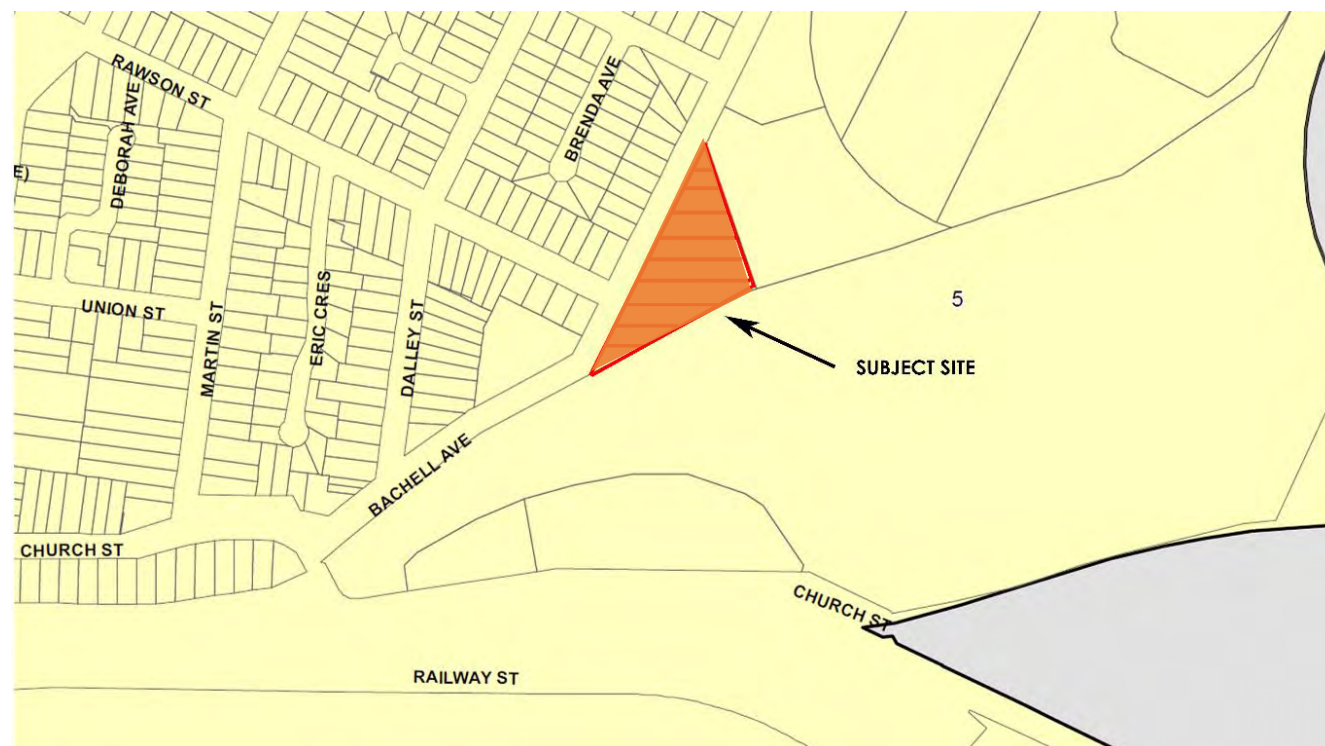 RAWSON ST
DEBORAH AVE
BRENDA AVE
E)
UNION ST
MARTIN ST
ERIC CRES
DALLEY ST
5
SUBJECT SITE
BACHELL AVE
CHURCH ST
CHURCH ST
RAILWAY ST